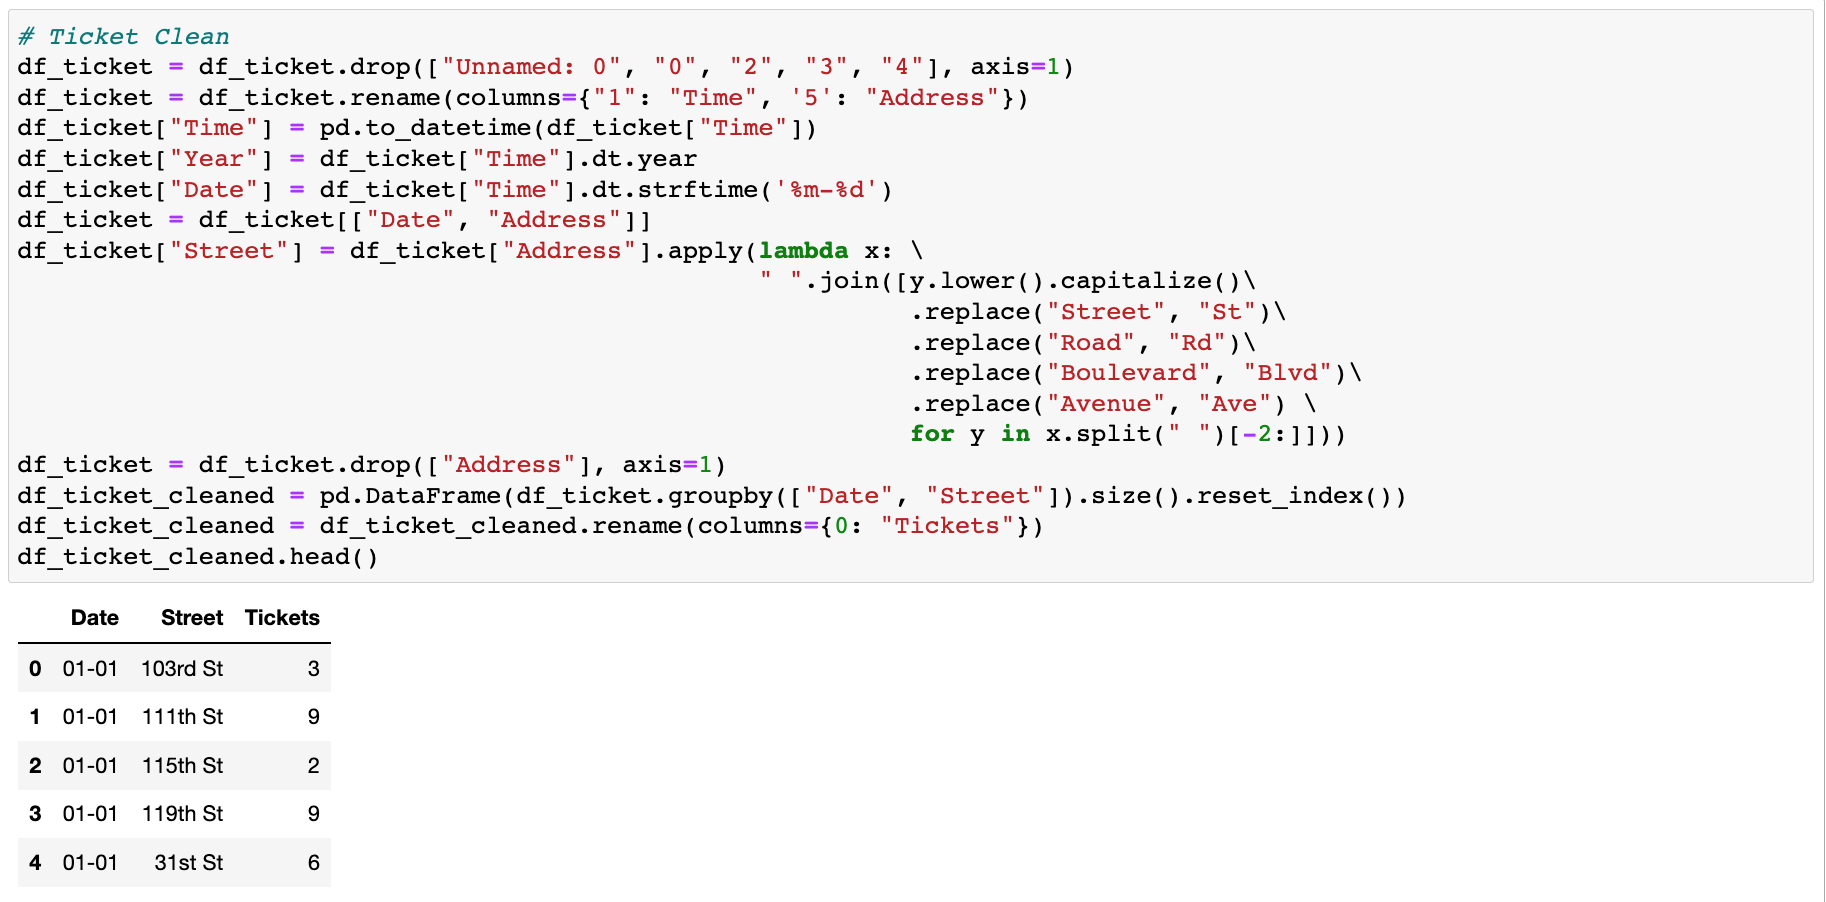 # Ticket Clean
df_ticket = df_ticket.drop(["Unnamed: 0", "0", "2", "3", "4"], axis=1)
df_ticket = df_ticket.rename(columns={"1": "Time", '5': "Address"})
df_ticket["Time"] = pd.to_datetime(df_ticket["Time"])
df_ticket["Year"] = df_ticket["Time"].dt.year
df_ticket["Date"] = df_ticket["Time"].dt.strftime('%m-%d')
df_ticket = df_ticket[["Date", "Address"]]
df_ticket["Street"] = df_ticket["Address"].apply(lambda x: \
" ".join([y.lower().capitalize()\
.replace("Street", "St")\
.replace("Road", "Rd")\
.replace("Boulevard", "Blvd")\
.replace("Avenue", "Ave") \
for y in x.split(" ")[-2:]]))
df_ticket = df_ticket.drop(["Address"], axis=1)
df_ticket_cleaned = pd.DataFrame(df_ticket.groupby(["Date", "Street"]).size().reset_index())
df_ticket_cleaned = df_ticket_cleaned.rename(columns={0: "Tickets"})
df_ticket_cleaned.head()
Date Street Tickets
0 01-01 103rd St 3
1 01-01 111th St 9
2 01-01 115th St 2
3 01-01 119th St 9
4 01-01 31st St 6